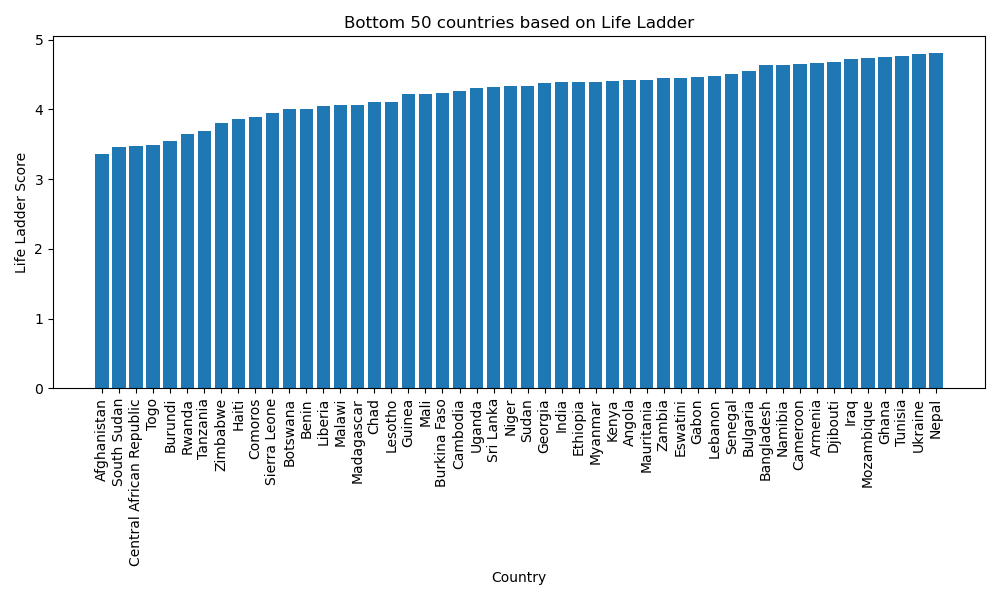 Bottom 50 countries based on Life Ladder
Life Ladder Score
5
4
3
2
1
0
Afghanistan
South Sudan
Central African Republic
Togo
Burundi
Rwanda
Tanzania
Zimbabwe
Haiti
Comoros
Sierra Leone
Botswana
Benin
Liberia
Malawi
Madagascar
Chad
Lesotho
Guinea
Mali
Burkina Faso
Cambodia
Uganda
Sri Lanka
Niger
Sudan
Georgia
India
Ethiopia
Myanmar
Kenya
Angola
Mauritania
Zambia
Eswatini
Gabon
Lebanon
Senegal
Bulgaria
Bangladesh
Namibia
Cameroon
Armenia
Djibouti
Iraq
Mozambique
Ghana
Tunisia
Ukraine
Nepal
Country